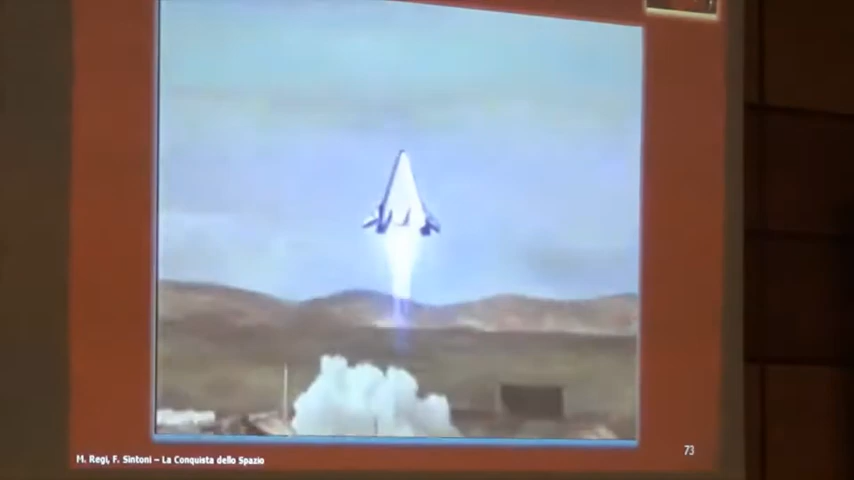 M. Regi, F. Sintoni – La Conquista dello Spazio
73